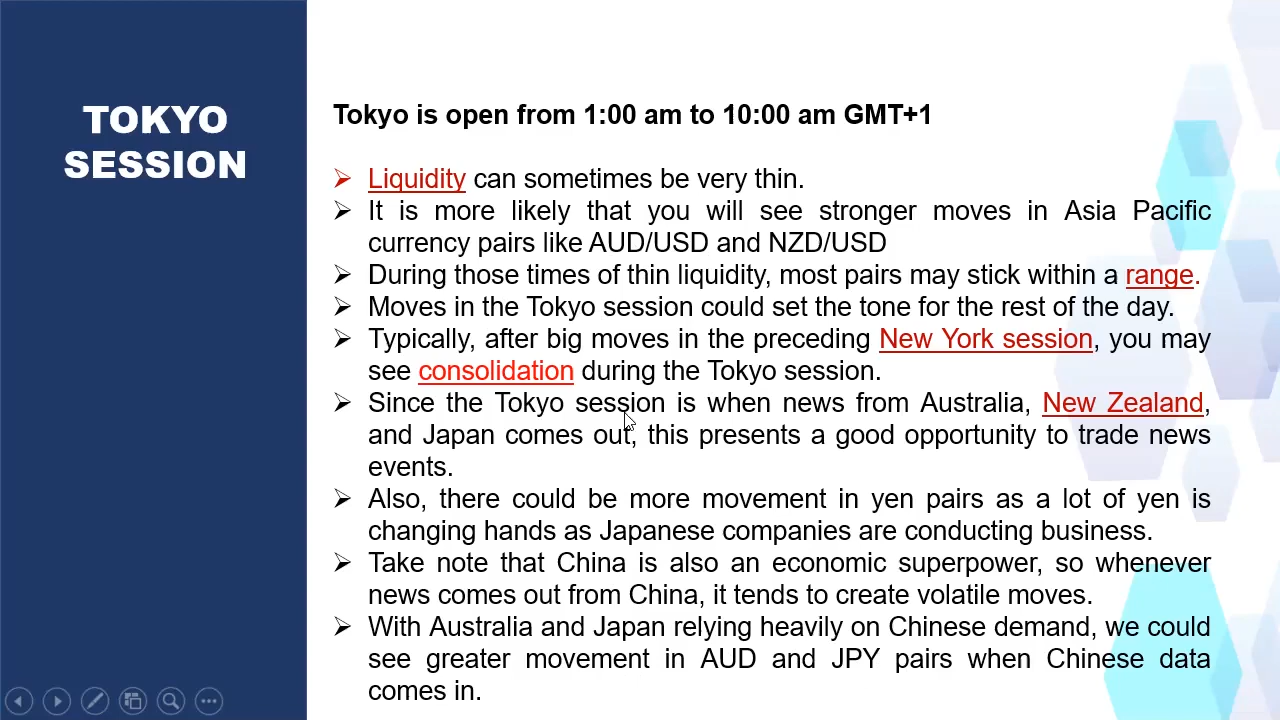 TOKYO
SESSION
Tokyo is open from 1:00 am to 10:00 am GMT+1
Liquidity can sometimes be very thin.
It is more likely that you will see stronger moves in Asia Pacific
currency pairs like AUD/USD and NZD/USD
During those times of thin liquidity, most pairs may stick within a range.
Moves in the Tokyo session could set the tone for the rest of the day.
Typically, after big moves in the preceding New York session, you may
see consolidation during the Tokyo session.
Since the Tokyo session is when news from Australia, New Zealand,
and Japan comes out, this presents a good opportunity to trade news
events.
Also, there could be more movement in yen pairs as a lot of yen is
changing hands as Japanese companies are conducting business.
Take note that China is also an economic superpower, so whenever
news comes out from China, it tends to create volatile moves.
With Australia and Japan relying heavily on Chinese demand, we could
see greater movement in AUD and JPY pairs when Chinese data
comes in.